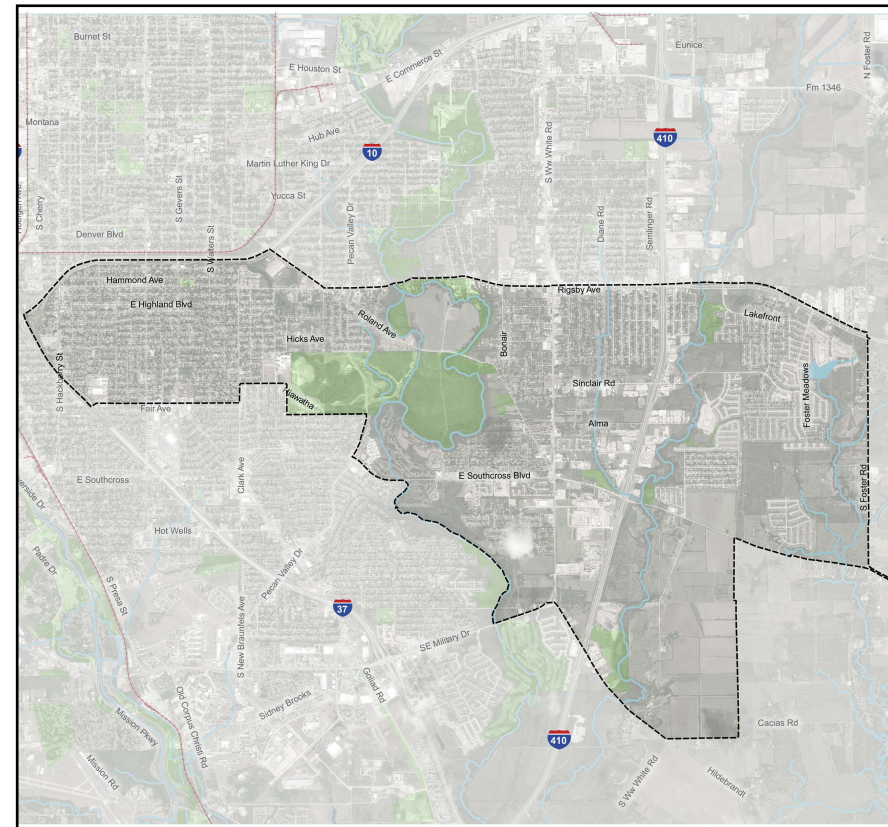 Burnet St
Eunice
N Foster Rd
E Houston St
E Commerce St
Fm 1346
Montana
Hub Ave
10
410
S Ww White Rd
Martin Luther King Dr
S Cherry
S Gevers St
Yucca St
Pecan Valley Dr
Diane Rd
Semlinger Rd
Denver Blvd
S Walters St
Hammond Ave
Rigsby Ave
E Highland Blvd
Roland Ave
Lakefront
Hicks Ave
Bonair
S Hackberry St
Sinclair Rd
Foster Meadows
Hiawatha
Fair Ave
Alma
E Southcross
Clark Ave
E Southcross Blvd
S Foster Rd
Hot Wells
Padre Dr
S Presa St
Pecan Valley Dr
37
S New Braunfels Ave
SE Military Dr
Goliad Rd
Sidney Brooks
Old Corpus Christi Rd
Mission Pkwy
410
Cacias Rd
Mission Rd
S Ww White Rd
Hildebrandt